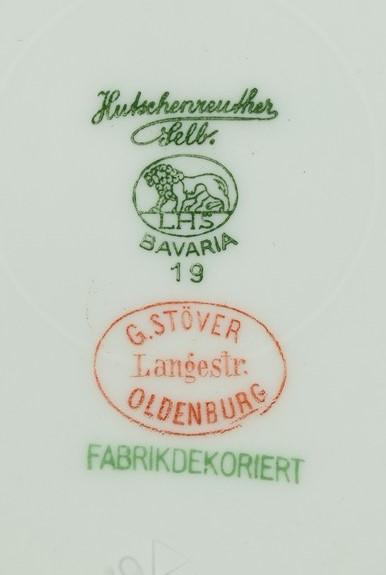 Hutschenreuther
Selb.
LHS
BAVARIA
19
G. STÖVER
Langestr.
OLDENBURG
FABRIKDEKORIERT